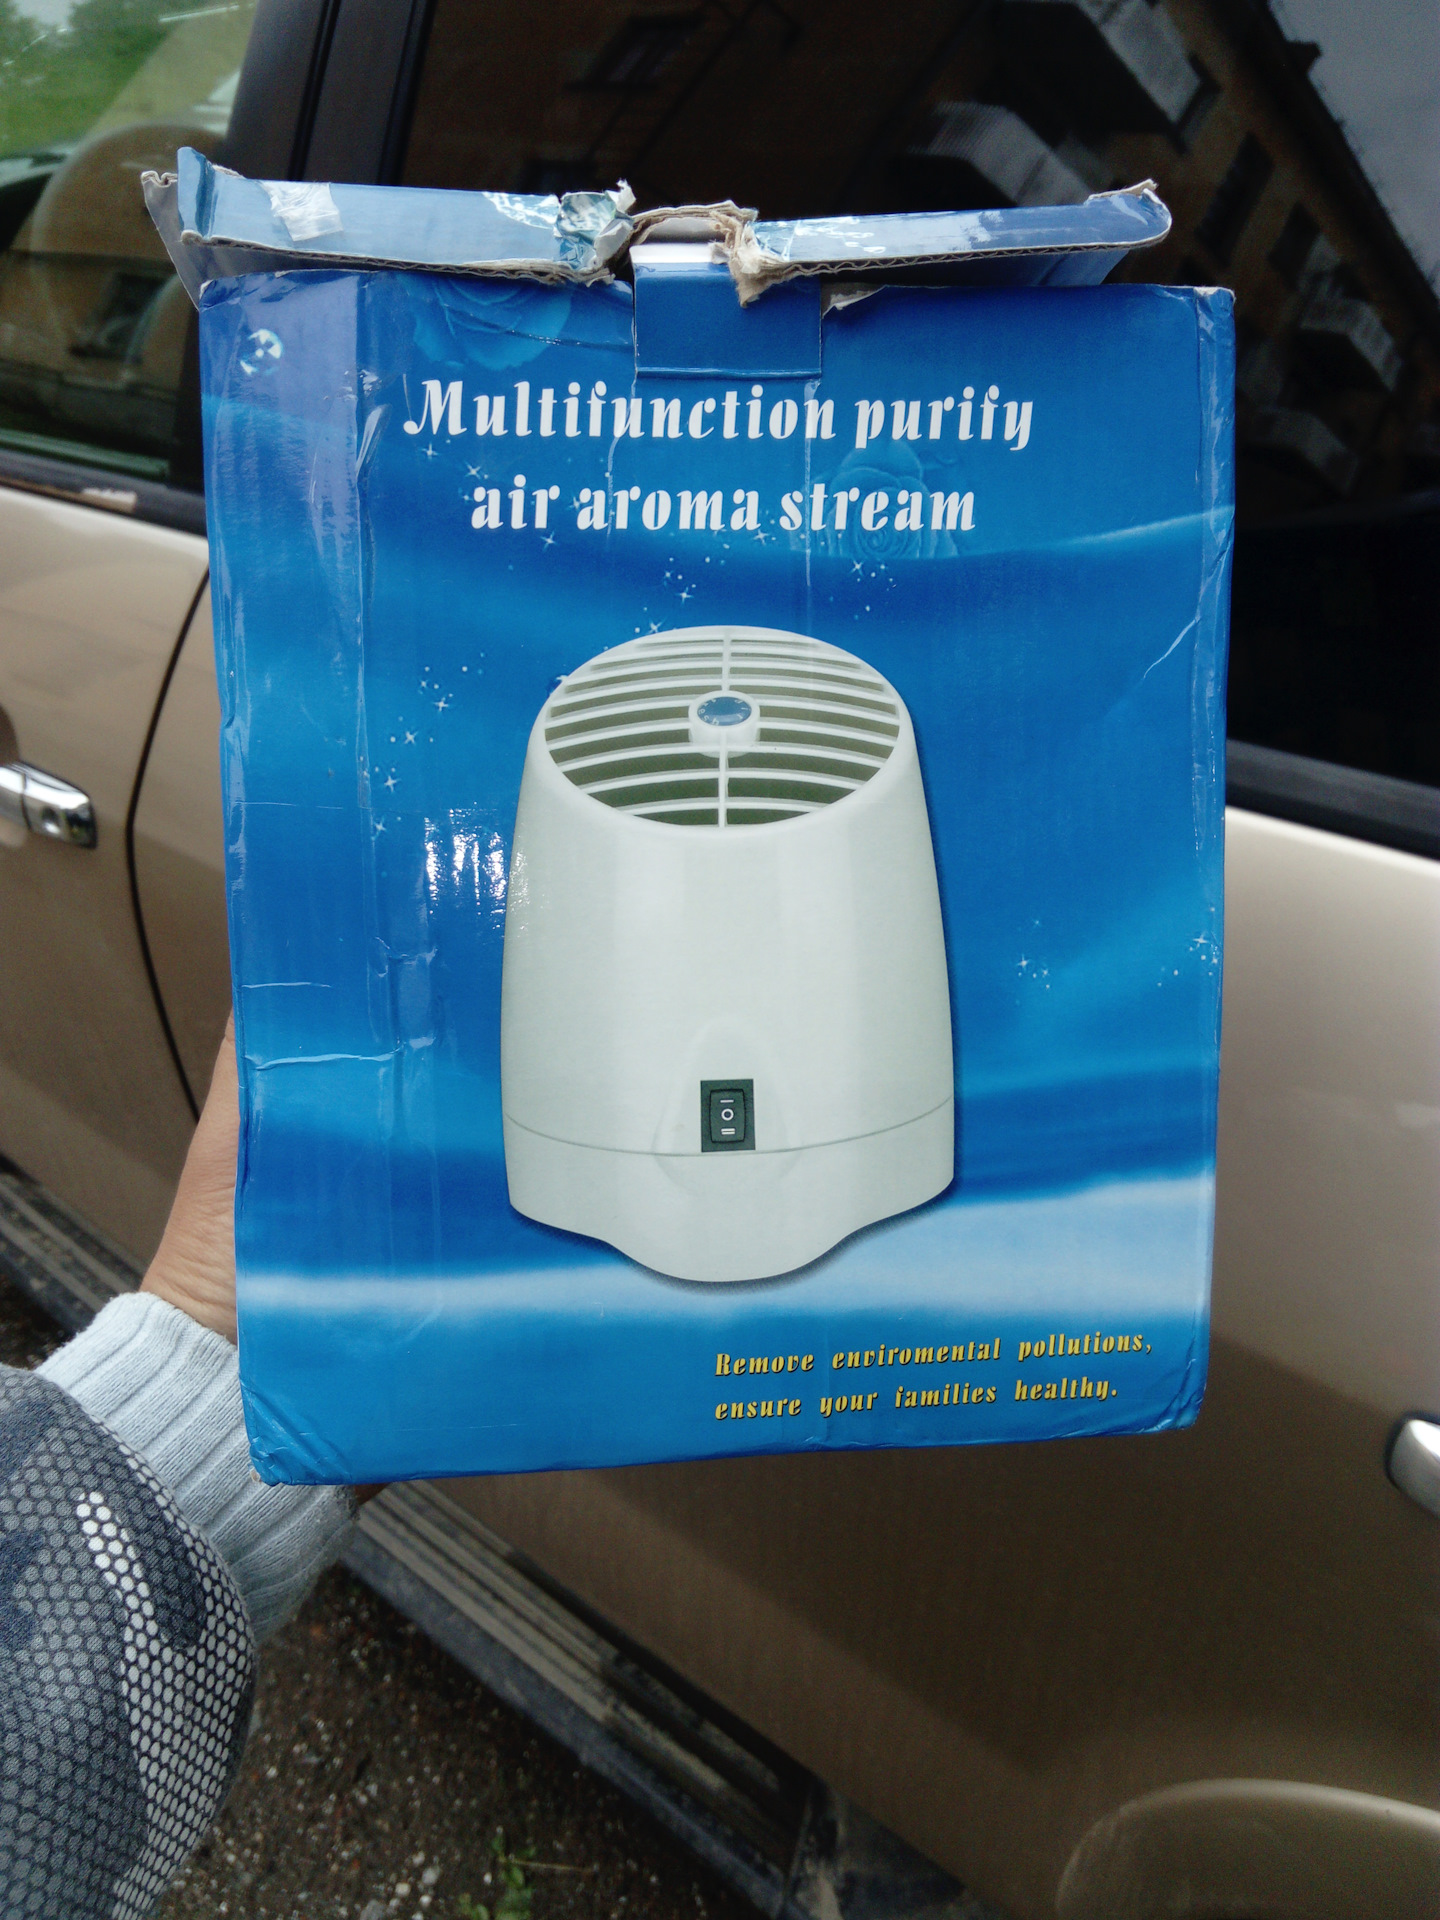 Multifunction purify
air aroma stream
Remove enviromental pollutions,
ensure your families healthy.